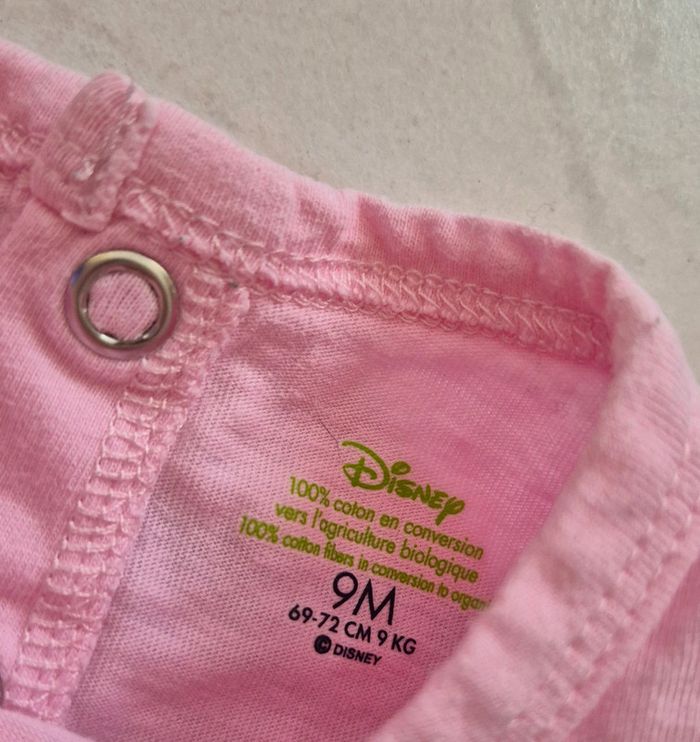 Disney
100% coton en conversion
vers l'agriculture biologique
100% cotton fibers in conversion to organ
9M
69-72 CM 9 KG
© DISNEY